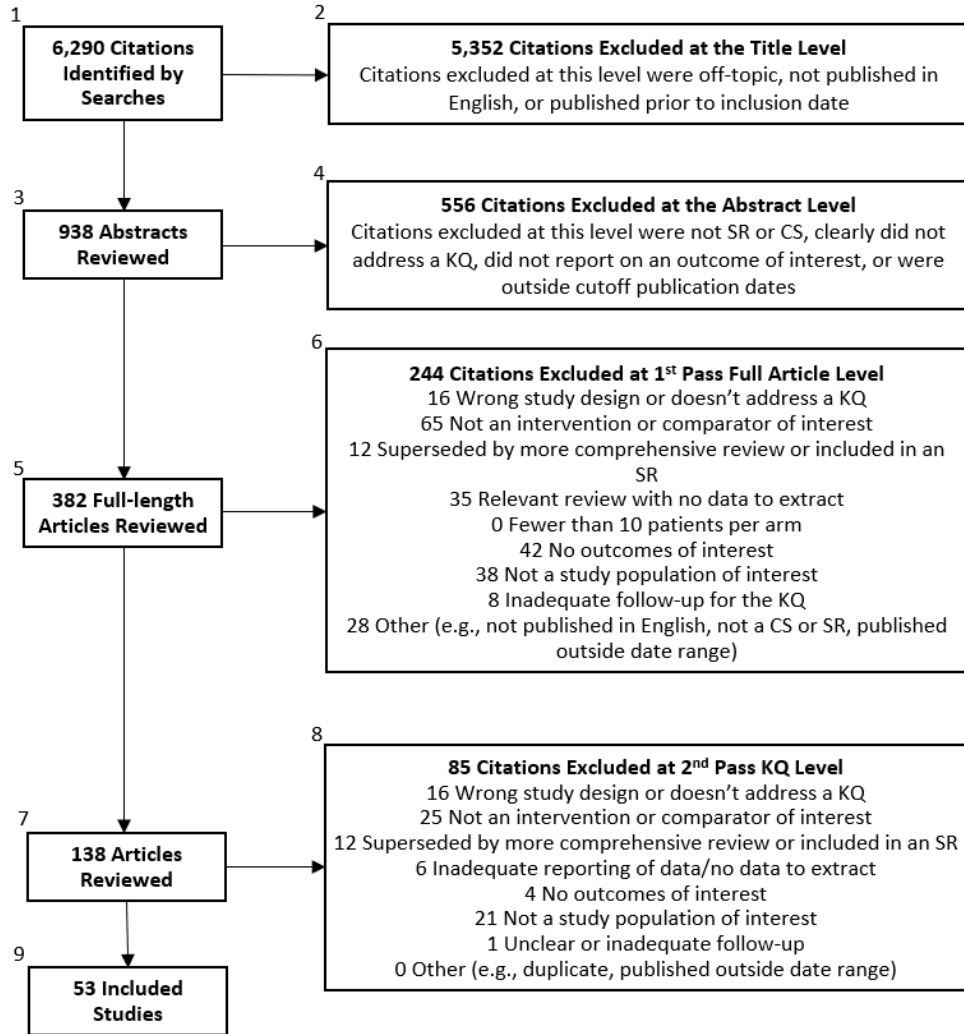 1
6,290 Citations
Identified by
Searches
2
5,352 Citations Excluded at the Title Level
Citations excluded at this level were off-topic, not published in
English, or published prior to inclusion date
3
938 Abstracts
Reviewed
4
556 Citations Excluded at the Abstract Level
Citations excluded at this level were not SR or CS, clearly did not
address a KQ, did not report on an outcome of interest, or were
outside cutoff publication dates
5
382 Full-length
Articles Reviewed
6
244 Citations Excluded at 1st Pass Full Article Level
16 Wrong study design or doesn’t address a KQ
65 Not an intervention or comparator of interest
12 Superseded by more comprehensive review or included in an
SR
35 Relevant review with no data to extract
0 Fewer than 10 patients per arm
42 No outcomes of interest
38 Not a study population of interest
8 Inadequate follow-up for the KQ
28 Other (e.g., not published in English, not a CS or SR, published
outside date range)
7
138 Articles
Reviewed
8
85 Citations Excluded at 2nd Pass KQ Level
16 Wrong study design or doesn’t address a KQ
25 Not an intervention or comparator of interest
12 Superseded by more comprehensive review or included in an SR
6 Inadequate reporting of data/no data to extract
4 No outcomes of interest
21 Not a study population of interest
1 Unclear or inadequate follow-up
0 Other (e.g., duplicate, published outside date range)
9
53 Included
Studies